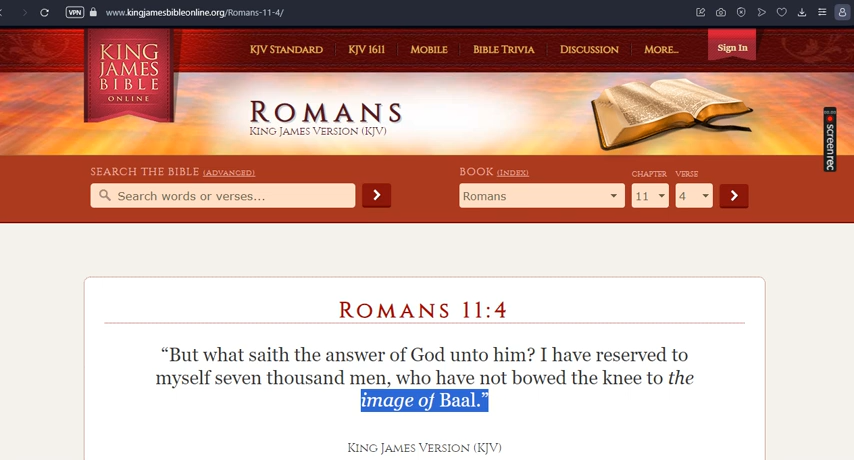 VPN www.kingjamesbibleonline.org/Romans-11-4/
KING
JAMES
BIBLE
ONLINE
KJV STANDARD KJV 1611 MOBILE BIBLE TRIVIA DISCUSSION MORE... Sign In
ROMANS
KING JAMES VERSION (KJV)
screenrec
SEARCH THE BIBLE (ADVANCED) BOOK (INDEX) CHAPTER VERSE
Search words or verses... Romans 11 4
ROMANS 11:4
“But what saith the answer of God unto him? I have reserved to
myself seven thousand men, who have not bowed the knee to the
image of Baal.”
KING JAMES VERSION (KJV)